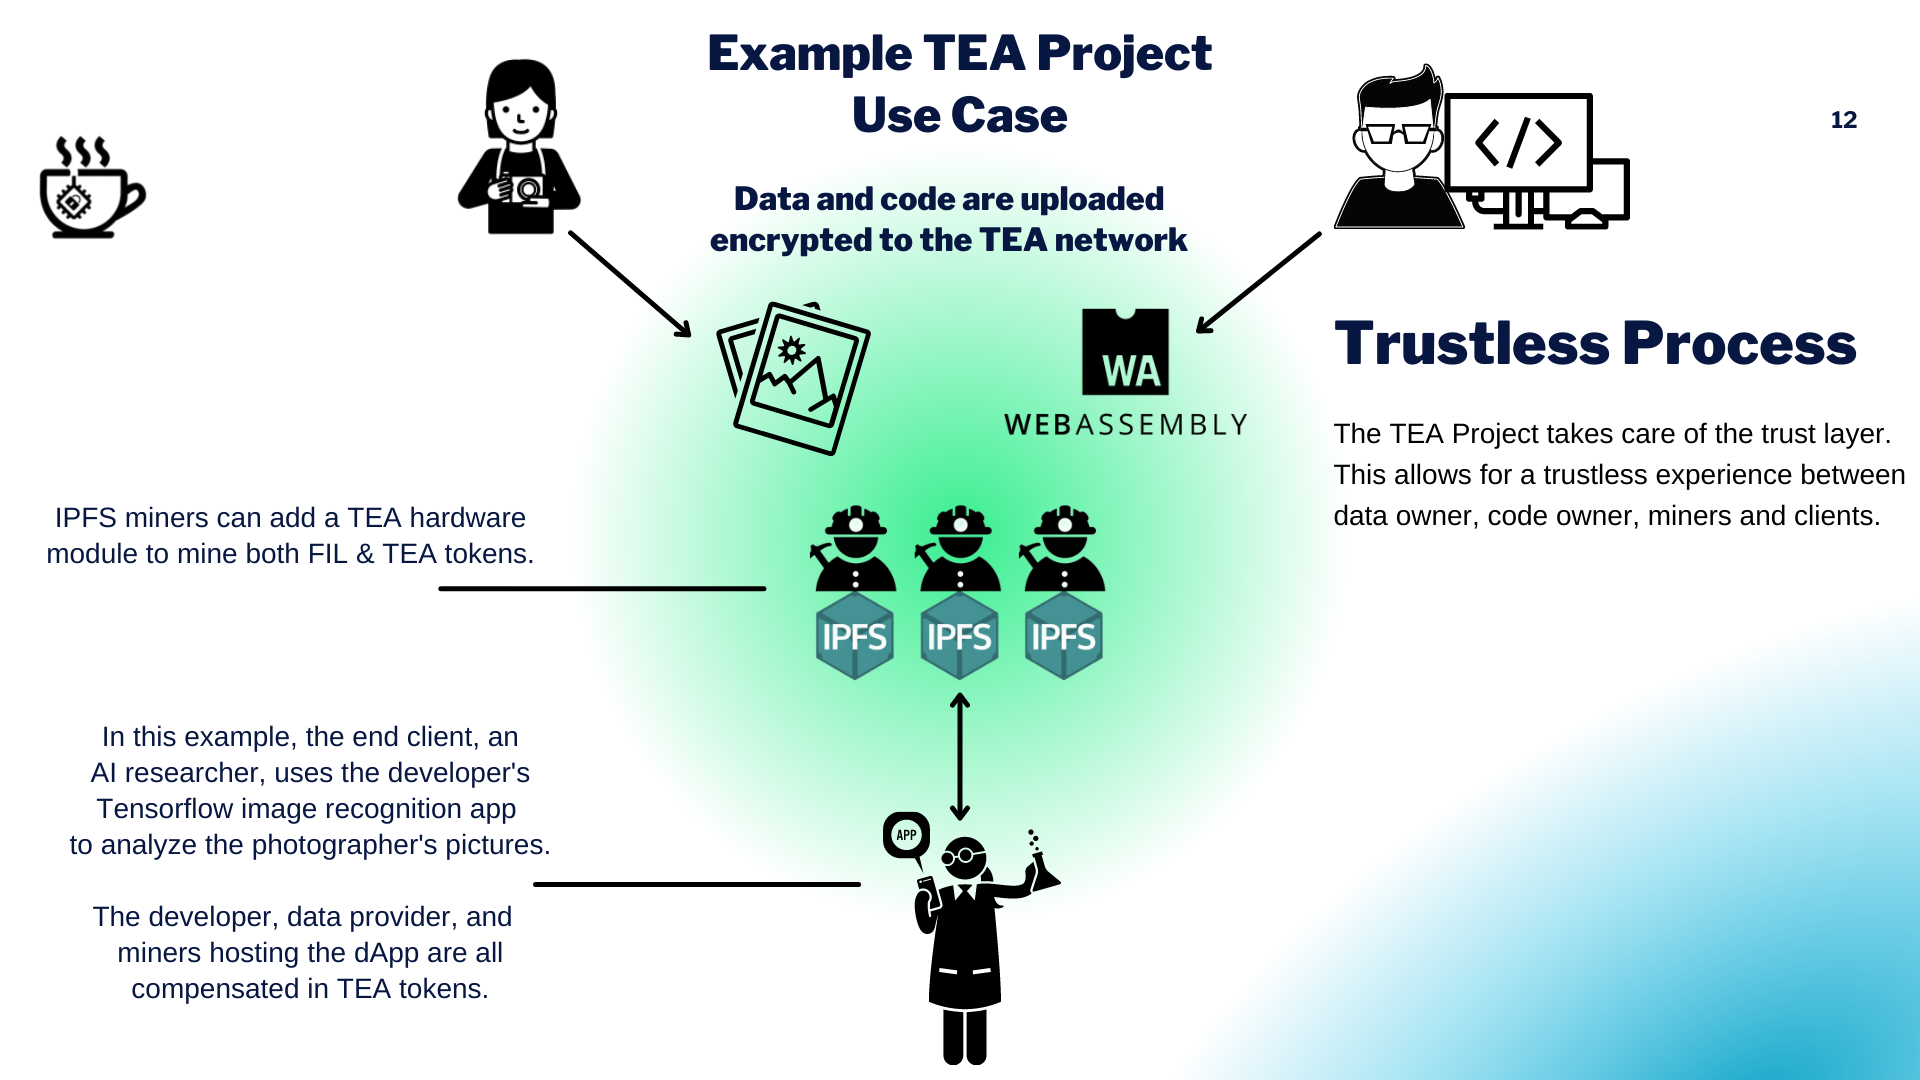 Example TEA Project
Use Case
12
Data and code are uploaded
encrypted to the TEA network
WA
WEBASSEMBLY
Trustless Process
The TEA Project takes care of the trust layer.
This allows for a trustless experience between
data owner, code owner, miners and clients.
IPFS miners can add a TEA hardware
module to mine both FIL & TEA tokens.
IPFS IPFS IPFS
In this example, the end client, an
AI researcher, uses the developer's
Tensorflow image recognition app
to analyze the photographer's pictures.
APP
The developer, data provider, and
miners hosting the dApp are all
compensated in TEA tokens.